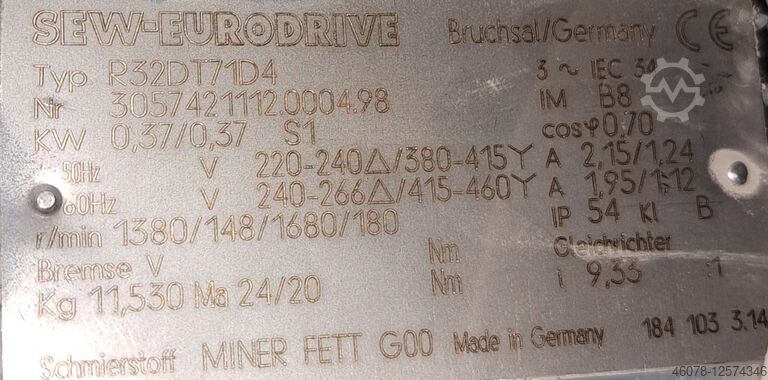 SEW-EURODRIVE Bruchsal/Germany CE
Typ R32DT71D4 3 ~ IEC 34
Nr 3057421112.0004.98 IM B8
KW 0,37/0,37 S1 cosφ 0,70
50Hz V 220-240△/380-415Y A 2,15/1,24
60Hz V 240-266△/415-460Y A 1,95/1,12
r/min 1380/148/1680/180 IP 54 Kl B
Bremse V Nm Gleichrichter
Kg 11,530 Ma 24/20 Nm i 9,33 :1
Schmierstoff MINER FETT G00 Made in Germany 184 103 3.14
46078-12574346